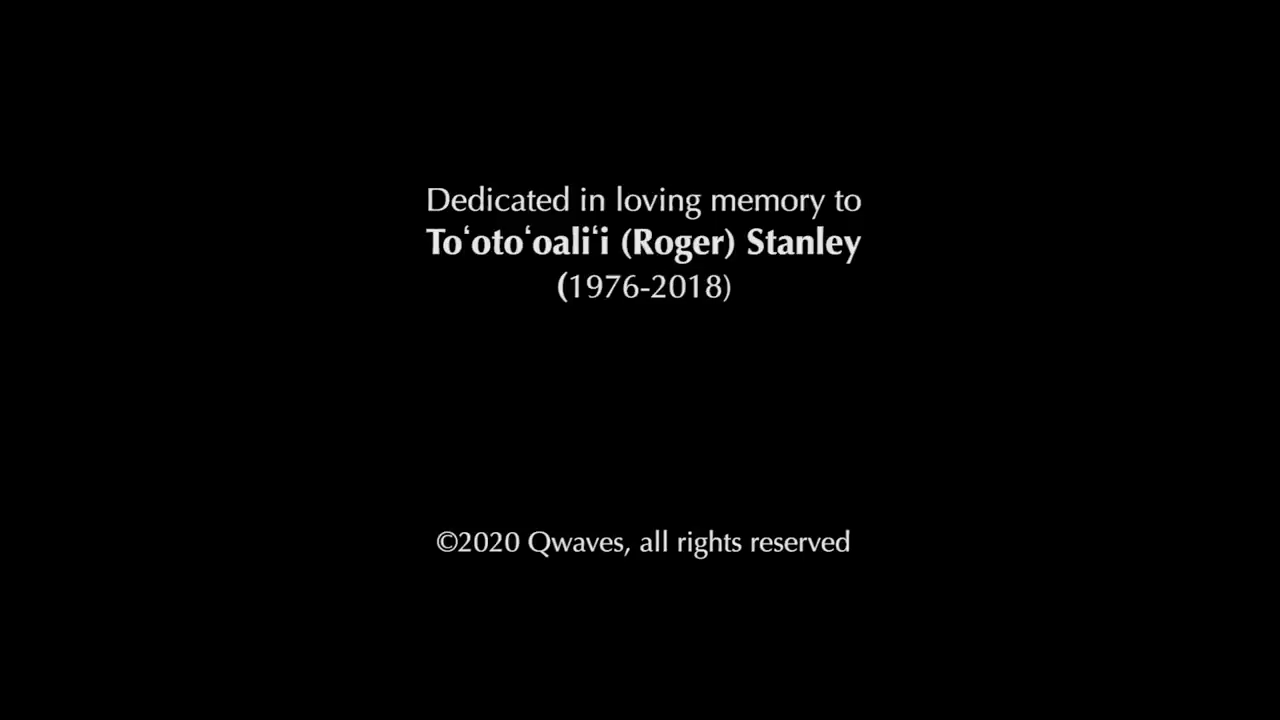 Dedicated in loving memory to
Toʻotoʻoaliʻi (Roger) Stanley
(1976-2018)
©2020 Qwaves, all rights reserved